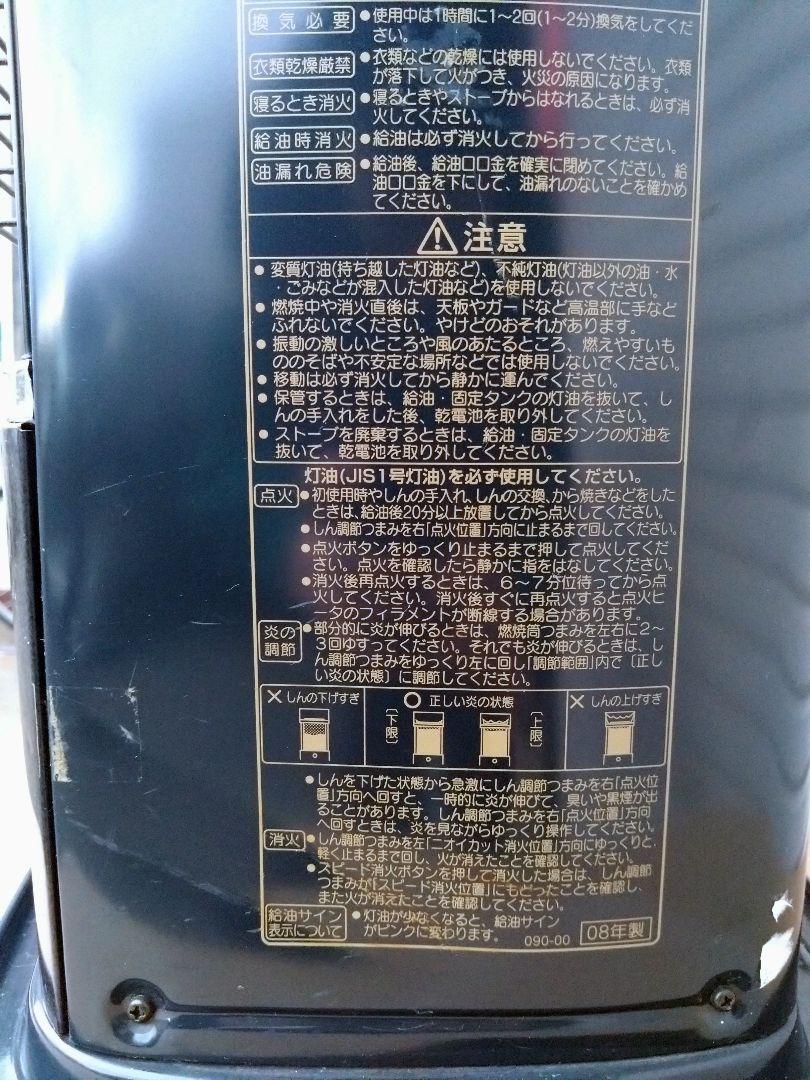 換気必要 ●使用中は1時間に1〜2回(1〜2分)換気をしてくだ
さい。
衣類乾燥厳禁 ●衣類などの乾燥には使用しないでください。衣類
が落下して火がつき、火災の原因になります。
寝るとき消火 ●寝るときやストーブからはなれるときは、必ず消
火してください。
給油時消火 ●給油は必ず消火してから行ってください。
油漏れ危険 ●給油後、給油口口金を確実に閉めてください。給
油口口金を下にして、油漏れのないことを確かめ
てください。
⚠注意
●変質灯油(持ち越した灯油など)、不純灯油(灯油以外の油・水
・ごみなどが混入した灯油など)を使用しないでください。
●燃焼中や消火直後は、天板やガードなど高温部に手など
ふれないでください。やけどのおそれがあります。
●振動の激しいところや風のあたるところ、燃えやすいも
ののそばや不安定な場所などでは使用しないでください。
●移動は必ず消火してから静かに運んでください。
●保管するときは、給油・固定タンクの灯油を抜いて、し
んの手入れをした後、乾電池を取り外してください。
●ストーブを廃棄するときは、給油・固定タンクの灯油を
抜いて、乾電池を取り外してください。
灯油(JIS1号灯油)を必ず使用してください。
点火 ●初使用時やしんの手入れ、しんの交換、から焼きなどをした
ときは、給油後20分以上放置してから点火してください。
●しん調節つまみを右「点火位置」方向に止まるまで回してください。
●点火ボタンをゆっくり止まるまで押して点火してくだ
さい。点火を確認したら静かに指をはなしてください。
●消火後再点火するときは、6〜7分位待ってから点
火してください。消火後すぐに再点火すると点火ヒ
ータのフィラメントが断線する場合があります。
炎の調節 ●部分的に炎が伸びるときは、燃焼筒つまみを左右に2〜
3回ゆすってください。それでも炎が伸びるときは、し
ん調節つまみをゆっくり左に回し「調節範囲」内で〔正し
い炎の状態〕に調節してください。
×しんの下げすぎ ○ 正しい炎の状態 ×しんの上げすぎ
〔下限〕 〔上限〕
●しんを下げた状態から急激にしん調節つまみを右「点火位
置」方向へ回すと、一時的に炎が伸びて、臭いや黒煙が出
ることがあります。しん調節つまみを右「点火位置」方向
へ回すときは、炎を見ながらゆっくり操作してください。
消火 ●しん調節つまみを左「ニオイカット消火位置」方向にゆっくりと、
軽く止まるまで回し、火が消えたことを確認してください。
●スピード消火ボタンを押して消火した場合は、しん調節
つまみが「スピード消火位置」にもどったことを確認し、
また火が消えたことを確認してください。
給油サイン表示について ●灯油が少なくなると、給油サイン
がピンクに変わります。 090-00 08年製